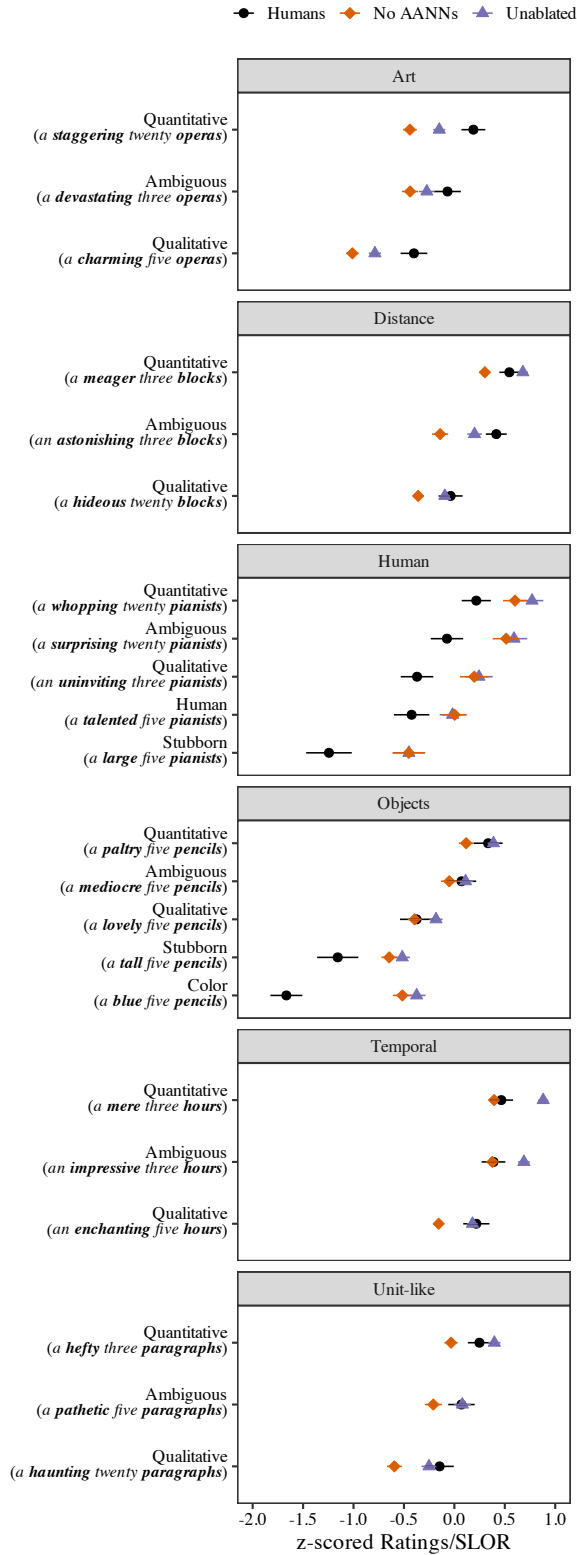 Humans No AANNs Unablated
Art
Quantitative
(a staggering twenty operas)
Ambiguous
(a devastating three operas)
Qualitative
(a charming five operas)
Distance
Quantitative
(a meager three blocks)
Ambiguous
(an astonishing three blocks)
Qualitative
(a hideous twenty blocks)
Human
Quantitative
(a whopping twenty pianists)
Ambiguous
(a surprising twenty pianists)
Qualitative
(an uninviting three pianists)
Human
(a talented five pianists)
Stubborn
(a large five pianists)
Objects
Quantitative
(a paltry five pencils)
Ambiguous
(a mediocre five pencils)
Qualitative
(a lovely five pencils)
Stubborn
(a tall five pencils)
Color
(a blue five pencils)
Temporal
Quantitative
(a mere three hours)
Ambiguous
(an impressive three hours)
Qualitative
(an enchanting five hours)
Unit-like
Quantitative
(a hefty three paragraphs)
Ambiguous
(a pathetic five paragraphs)
Qualitative
(a haunting twenty paragraphs)
-2.0 -1.5 -1.0 -0.5 0.0 0.5 1.0
z-scored Ratings/SLOR